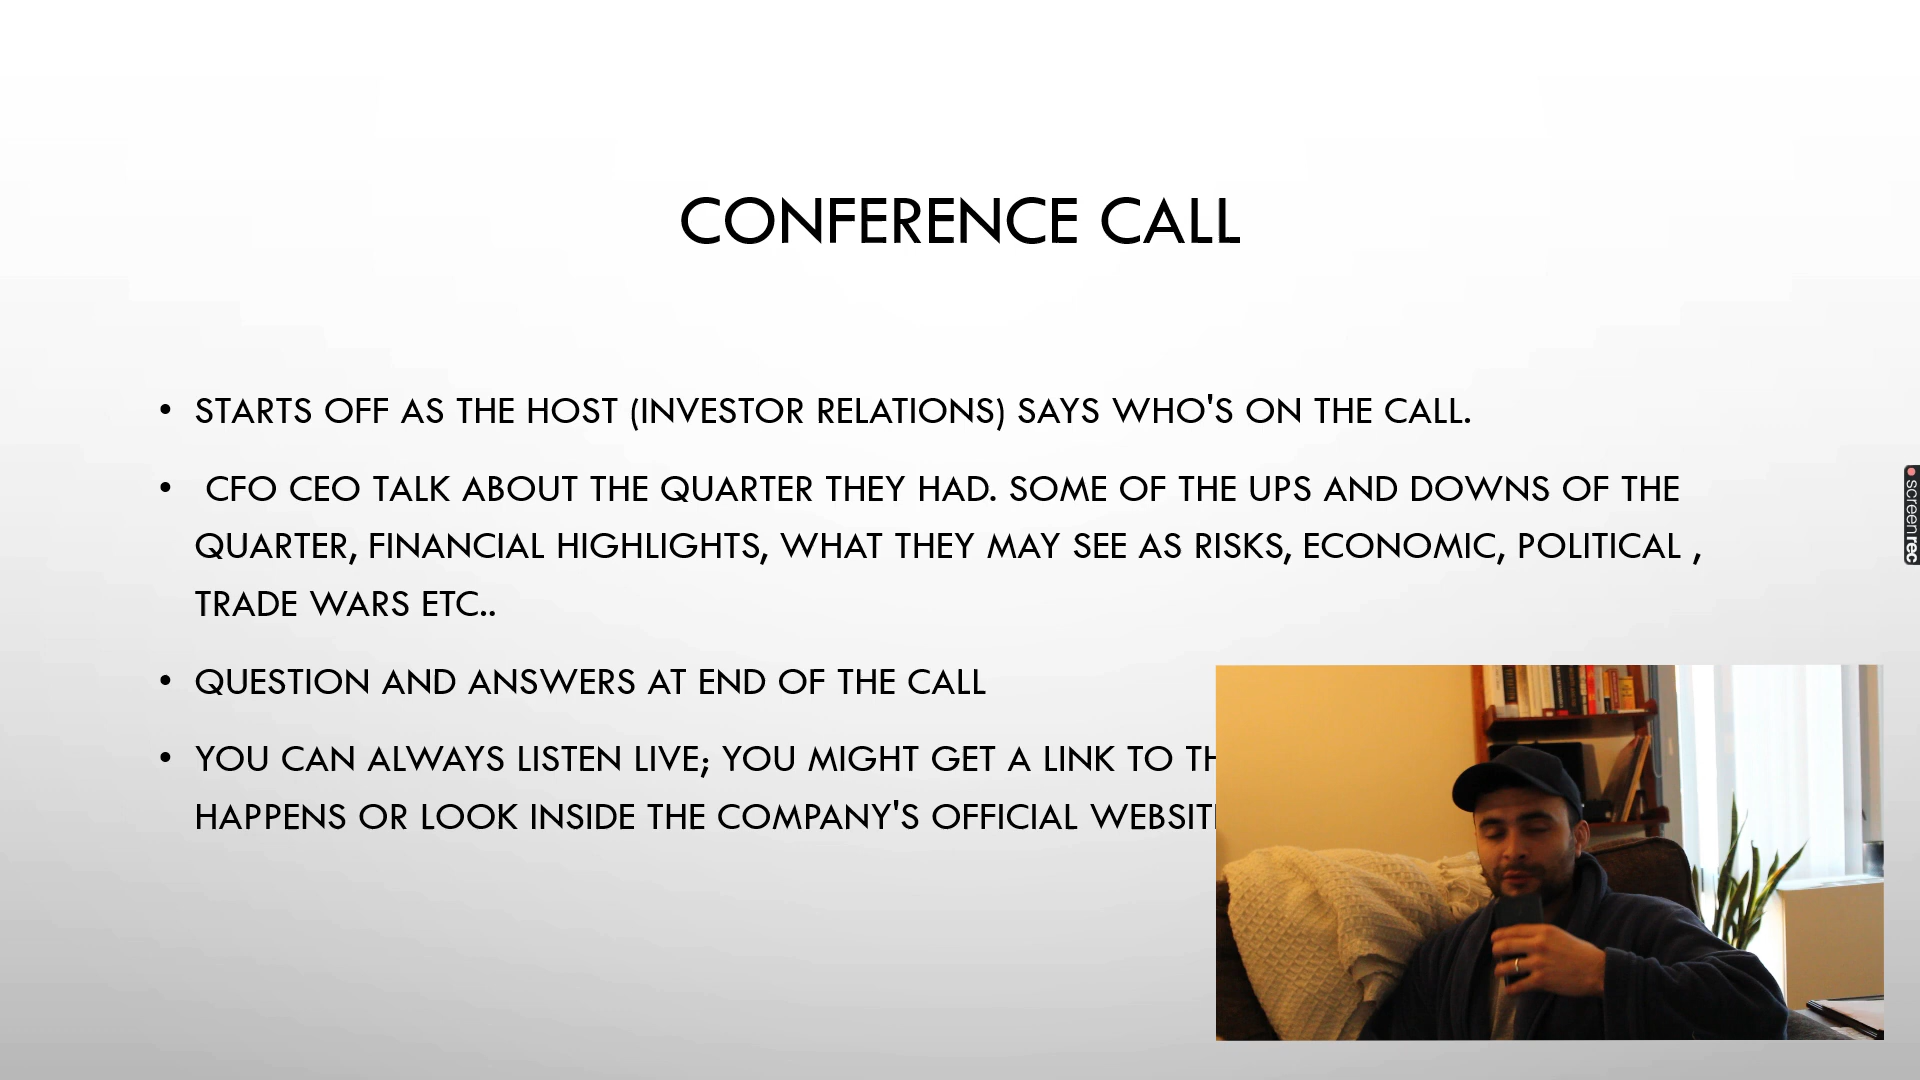 CONFERENCE CALL
• STARTS OFF AS THE HOST (INVESTOR RELATIONS) SAYS WHO'S ON THE CALL.
• CFO CEO TALK ABOUT THE QUARTER THEY HAD. SOME OF THE UPS AND DOWNS OF THE
QUARTER, FINANCIAL HIGHLIGHTS, WHAT THEY MAY SEE AS RISKS, ECONOMIC, POLITICAL ,
TRADE WARS ETC..
• QUESTION AND ANSWERS AT END OF THE CALL
• YOU CAN ALWAYS LISTEN LIVE; YOU MIGHT GET A LINK TO
HAPPENS OR LOOK INSIDE THE COMPANY'S OFFICIAL
screenrec